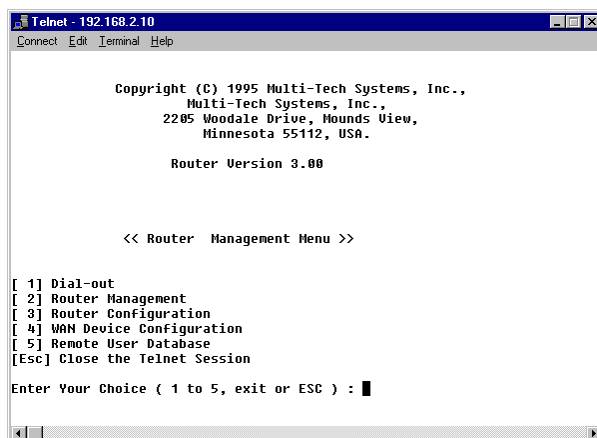 Telnet - 192.168.2.10
Connect Edit Terminal Help
Copyright (C) 1995 Multi-Tech Systems, Inc.,
Multi-Tech Systems, Inc.,
2205 Woodale Drive, Mounds View,
Minnesota 55112, USA.
Router Version 3.00
<< Router  Management Menu >>
[ 1] Dial-out
[ 2] Router Management
[ 3] Router Configuration
[ 4] WAN Device Configuration
[ 5] Remote User Database
[Esc] Close the Telnet Session
Enter Your Choice ( 1 to 5, exit or ESC ) :